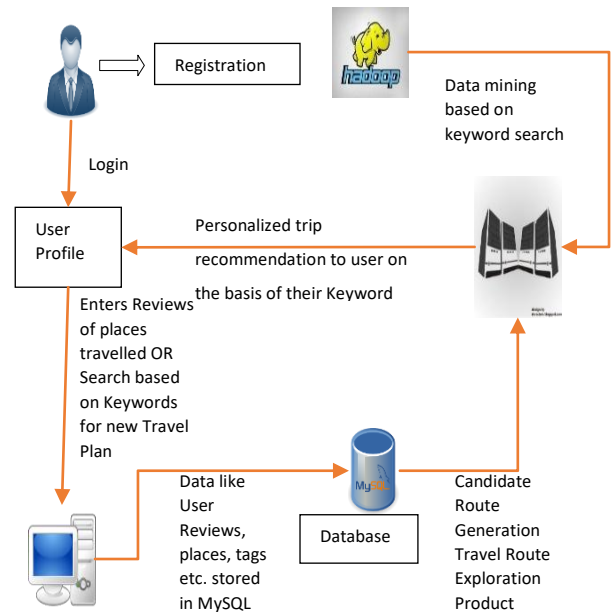 Registration
hadoop
Data mining
based on
keyword search
Login
User
Profile
Personalized trip
recommendation to user on
the basis of their Keyword
Enters Reviews
of places
travelled OR
Search based
on Keywords
for new Travel
Plan
MySQL
Data like
User
Reviews,
places, tags
etc. stored
in MySQL
Database
Candidate
Route
Generation
Travel Route
Exploration
Product